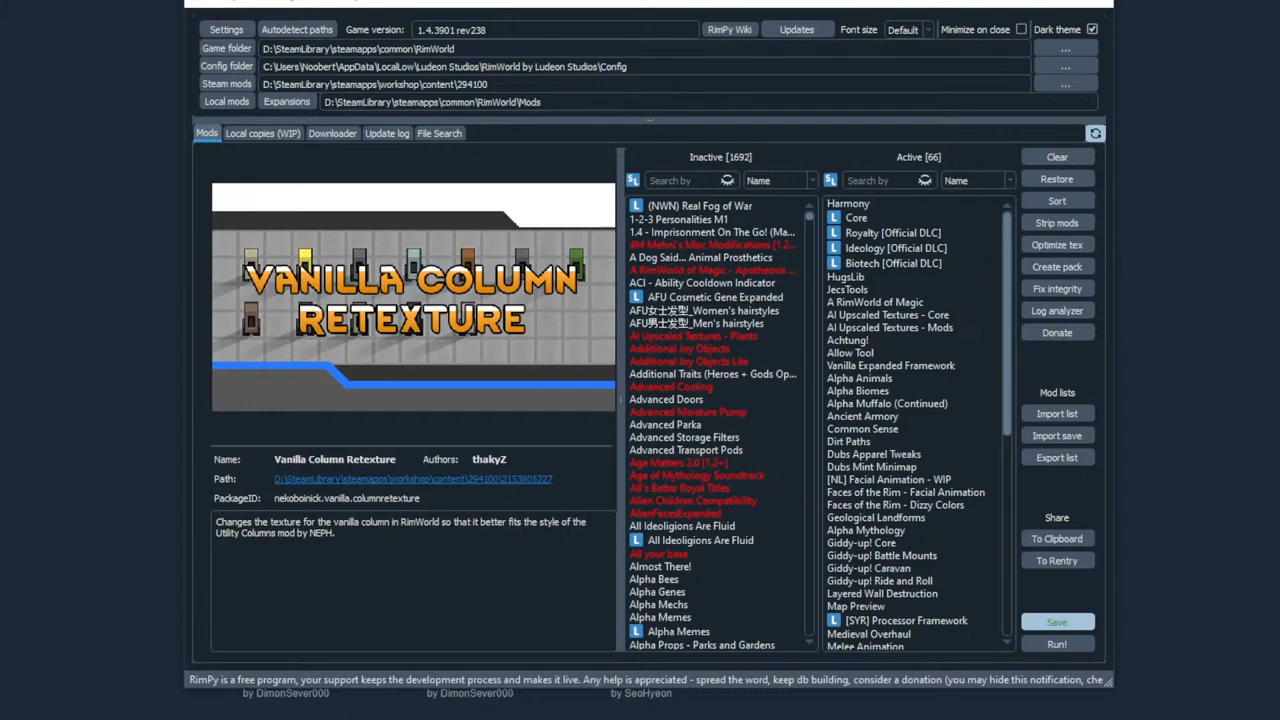 Settings
Autodetect paths
Game version:
1.4.3901 rev238
RimPy Wiki
Updates
Font size
Default
Minimize on close
Dark theme
Game folder
D:\SteamLibrary\steamapps\common\RimWorld
...
Config folder
C:\Users\Noobert\AppData\LocalLow\Ludeon Studios\RimWorld by Ludeon Studios\Config
...
Steam mods
D:\SteamLibrary\steamapps\workshop\content\294100
...
Local mods
Expansions
D:\SteamLibrary\steamapps\common\RimWorld\Mods
Mods
Local copies (WIP)
Downloader
Update log
File Search
VANILLA COLUMN
RETEXTURE
Name:
Vanilla Column Retexture
Authors:
thakyZ
Path:
D:\SteamLibrary\steamapps\workshop\content\294100\2153805227
PackageID:
nekoboinick.vanilla.columnretexture
Changes the texture for the vanilla column in RimWorld so that it better fits the style of the
Utility Columns mod by NEPH.
Inactive [1692]
SL
Search by
Name
L (NWN) Real Fog of War
1-2-3 Personalities M1
1.4 - Imprisonment On The Go! (Ma...
4M Mehni's Misc Modifications [1.2...
A Dog Said... Animal Prosthetics
A RimWorld of Magic - Apotheosis ...
ACI - Ability Cooldown Indicator
L AFU Cosmetic Gene Expanded
AFU女士发型_Women's hairstyles
AFU男士发型_Men's hairstyles
AI Upscaled Textures - Plants
Additional Joy Objects
Additional Joy Objects Lite
Additional Traits (Heroes + Gods Op...
Advanced Cooling
Advanced Doors
Advanced Moisture Pump
Advanced Parka
Advanced Storage Filters
Advanced Transport Pods
Age Matters 2.0 [1.2+]
Age of Mythology Soundtrack
Ali's Better Royal Titles
Alien Children Compatibility
AlienFacesExpanded
All Ideoligions Are Fluid
L All Ideoligions Are Fluid
All your base
Almost There!
Alpha Bees
Alpha Genes
Alpha Mechs
Alpha Memes
L Alpha Memes
Alpha Props - Parks and Gardens
Active [66]
SL
Search by
Name
Harmony
L Core
L Royalty [Official DLC]
L Ideology [Official DLC]
L Biotech [Official DLC]
HugsLib
JecsTools
A RimWorld of Magic
AI Upscaled Textures - Core
AI Upscaled Textures - Mods
Achtung!
Allow Tool
Vanilla Expanded Framework
Alpha Animals
Alpha Biomes
Alpha Muffalo (Continued)
Ancient Armory
Common Sense
Dirt Paths
Dubs Apparel Tweaks
Dubs Mint Minimap
[NL] Facial Animation - WIP
Faces of the Rim - Facial Animation
Faces of the Rim - Dizzy Colors
Geological Landforms
Alpha Mythology
Giddy-up! Core
Giddy-up! Battle Mounts
Giddy-up! Caravan
Giddy-up! Ride and Roll
Layered Wall Destruction
Map Preview
L [SYR] Processor Framework
Medieval Overhaul
Melee Animation
Clear
Restore
Sort
Strip mods
Optimize tex
Create pack
Fix integrity
Log analyzer
Donate
Mod lists
Import list
Import save
Export list
Share
To Clipboard
To Rentry
Save
Run!
RimPy is a free program, your support keeps the development process and makes it live. Any help is appreciated - spread the word, keep db building, consider a donation (you may hide this notification, che
by DimonSever000
by DimonSever000
by SeoHyeon